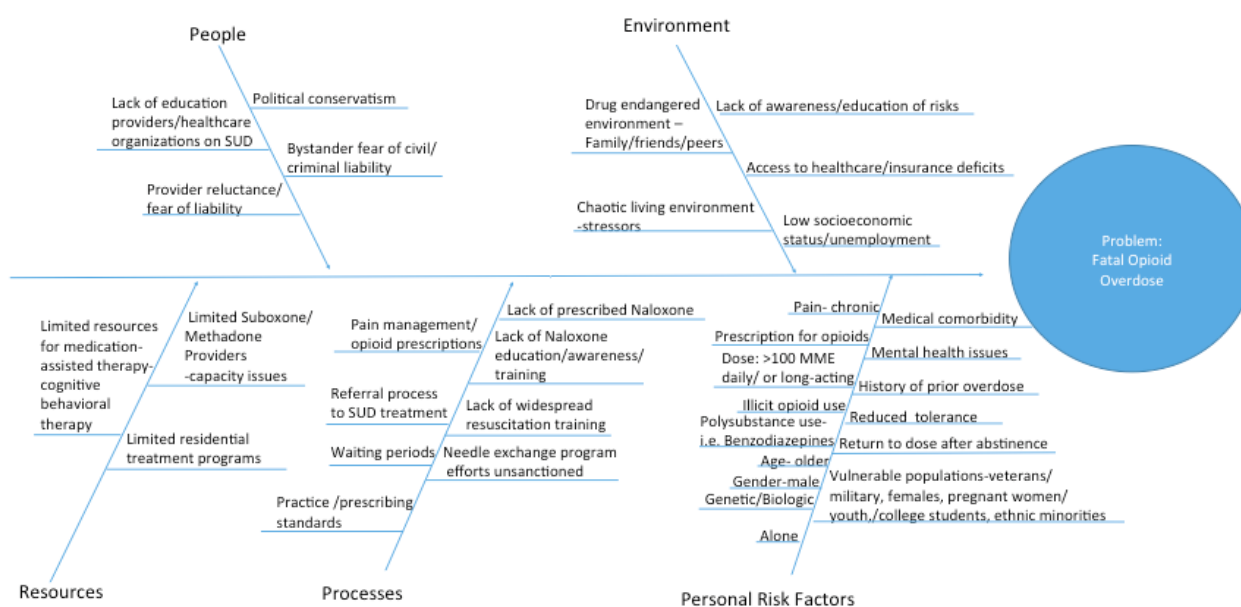 People
Environment
Lack of education
providers/healthcare
organizations on SUD
Political conservatism
Bystander fear of civil/
criminal liability
Provider reluctance/
fear of liability
Drug endangered
environment –
Family/friends/peers
Lack of awareness/education of risks
Access to healthcare/insurance deficits
Chaotic living environment
-stressors
Low socioeconomic
status/unemployment
Problem:
Fatal Opioid
Overdose
Limited resources
for medication-
assisted therapy-
cognitive
behavioral
therapy
Limited Suboxone/
Methadone
Providers
-capacity issues
Limited residential
treatment programs
Resources
Pain management/
opioid prescriptions
Referral process
to SUD treatment
Waiting periods
Practice /prescribing
standards
Lack of prescribed Naloxone
Lack of Naloxone
education/awareness/
training
Lack of widespread
resuscitation training
Needle exchange program
efforts unsanctioned
Processes
Pain- chronic
Prescription for opioids
Dose: >100 MME
daily/ or long-acting
Illicit opioid use
Polysubstance use-
i.e. Benzodiazepines
Age- older
Gender-male
Genetic/Biologic
Alone
Medical comorbidity
Mental health issues
History of prior overdose
Reduced tolerance
Return to dose after abstinence
Vulnerable populations-veterans/
military, females, pregnant women/
youth,/college students, ethnic minorities
Personal Risk Factors